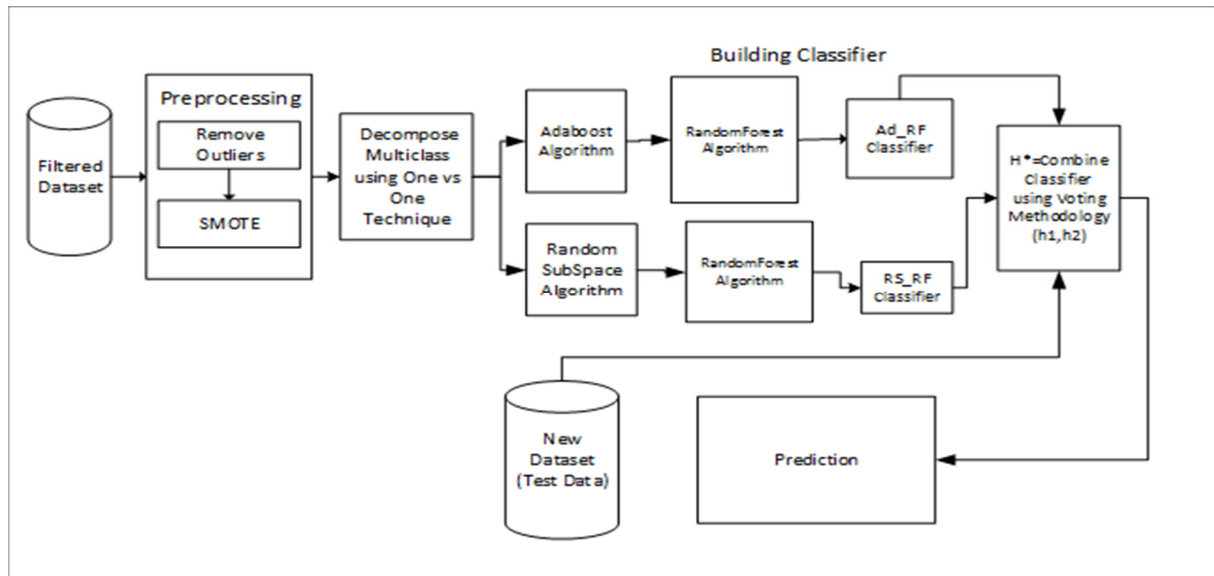 Building Classifier
Preprocessing
Remove
Outliers
SMOTE
Filtered
Dataset
Decompose
Multiclass
using One vs
One
Technique
Adaboost
Algorithm
RandomForest
Algorithm
Ad_RF
Classifier
Random
SubSpace
Algorithm
RandomForest
Algorithm
RS_RF
Classifier
H*=Combine
Classifier
using Voting
Methodology
(h1,h2)
New
Dataset
(Test Data)
Prediction